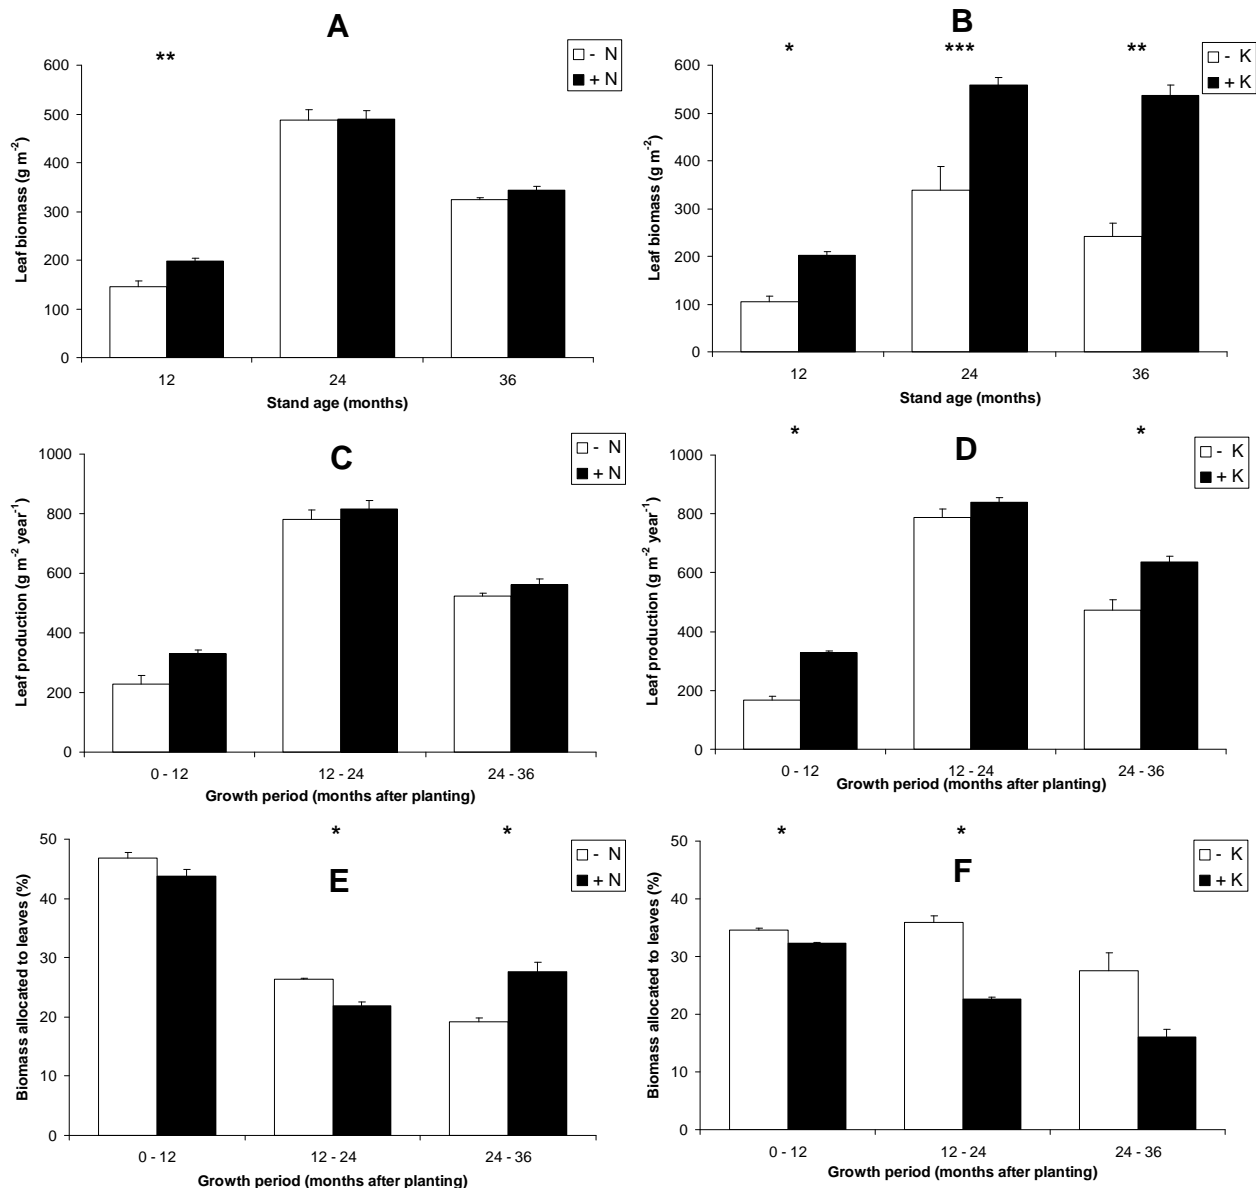 A
**
- N
+ N
Leaf biomass (g m-2)
600
500
400
300
200
100
0
12
24
36
Stand age (months)
B
*
***
**
- K
+ K
Leaf biomass (g m-2)
600
500
400
300
200
100
0
12
24
36
Stand age (months)
C
- N
+ N
Leaf production (g m-2 year-1)
1000
800
600
400
200
0
0 - 12
12 - 24
24 - 36
Growth period (months after planting)
D
*
*
- K
+ K
Leaf production (g m-2 year-1)
1000
800
600
400
200
0
0 - 12
12 - 24
24 - 36
Growth period (months after planting)
E
*
*
- N
+ N
Biomass allocated to leaves (%)
50
40
30
20
10
0
0 - 12
12 - 24
24 - 36
Growth period (months after planting)
F
*
*
- K
+ K
Biomass allocated to leaves (%)
50
40
30
20
10
0
0 - 12
12 - 24
24 - 36
Growth period (months after planting)